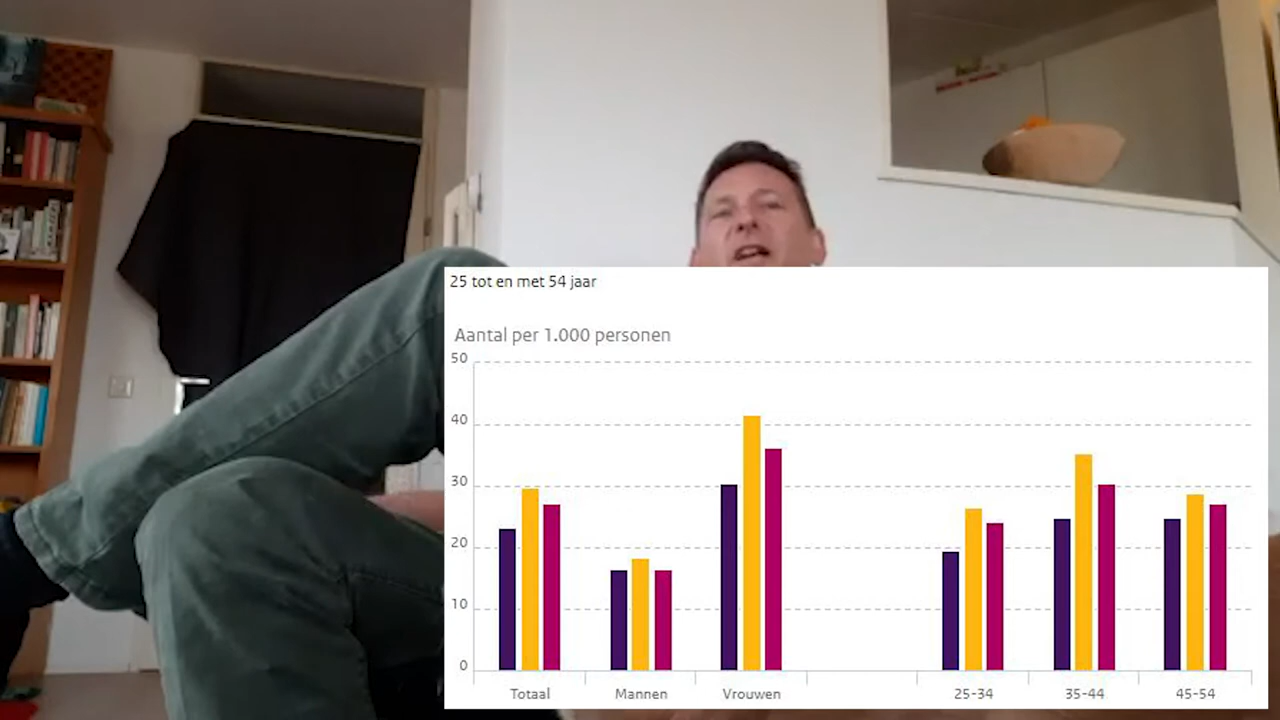 25 tot en met 54 jaar
Aantal per 1.000 personen
50
40
30
20
10
0
Totaal Mannen Vrouwen 25-34 35-44 45-54